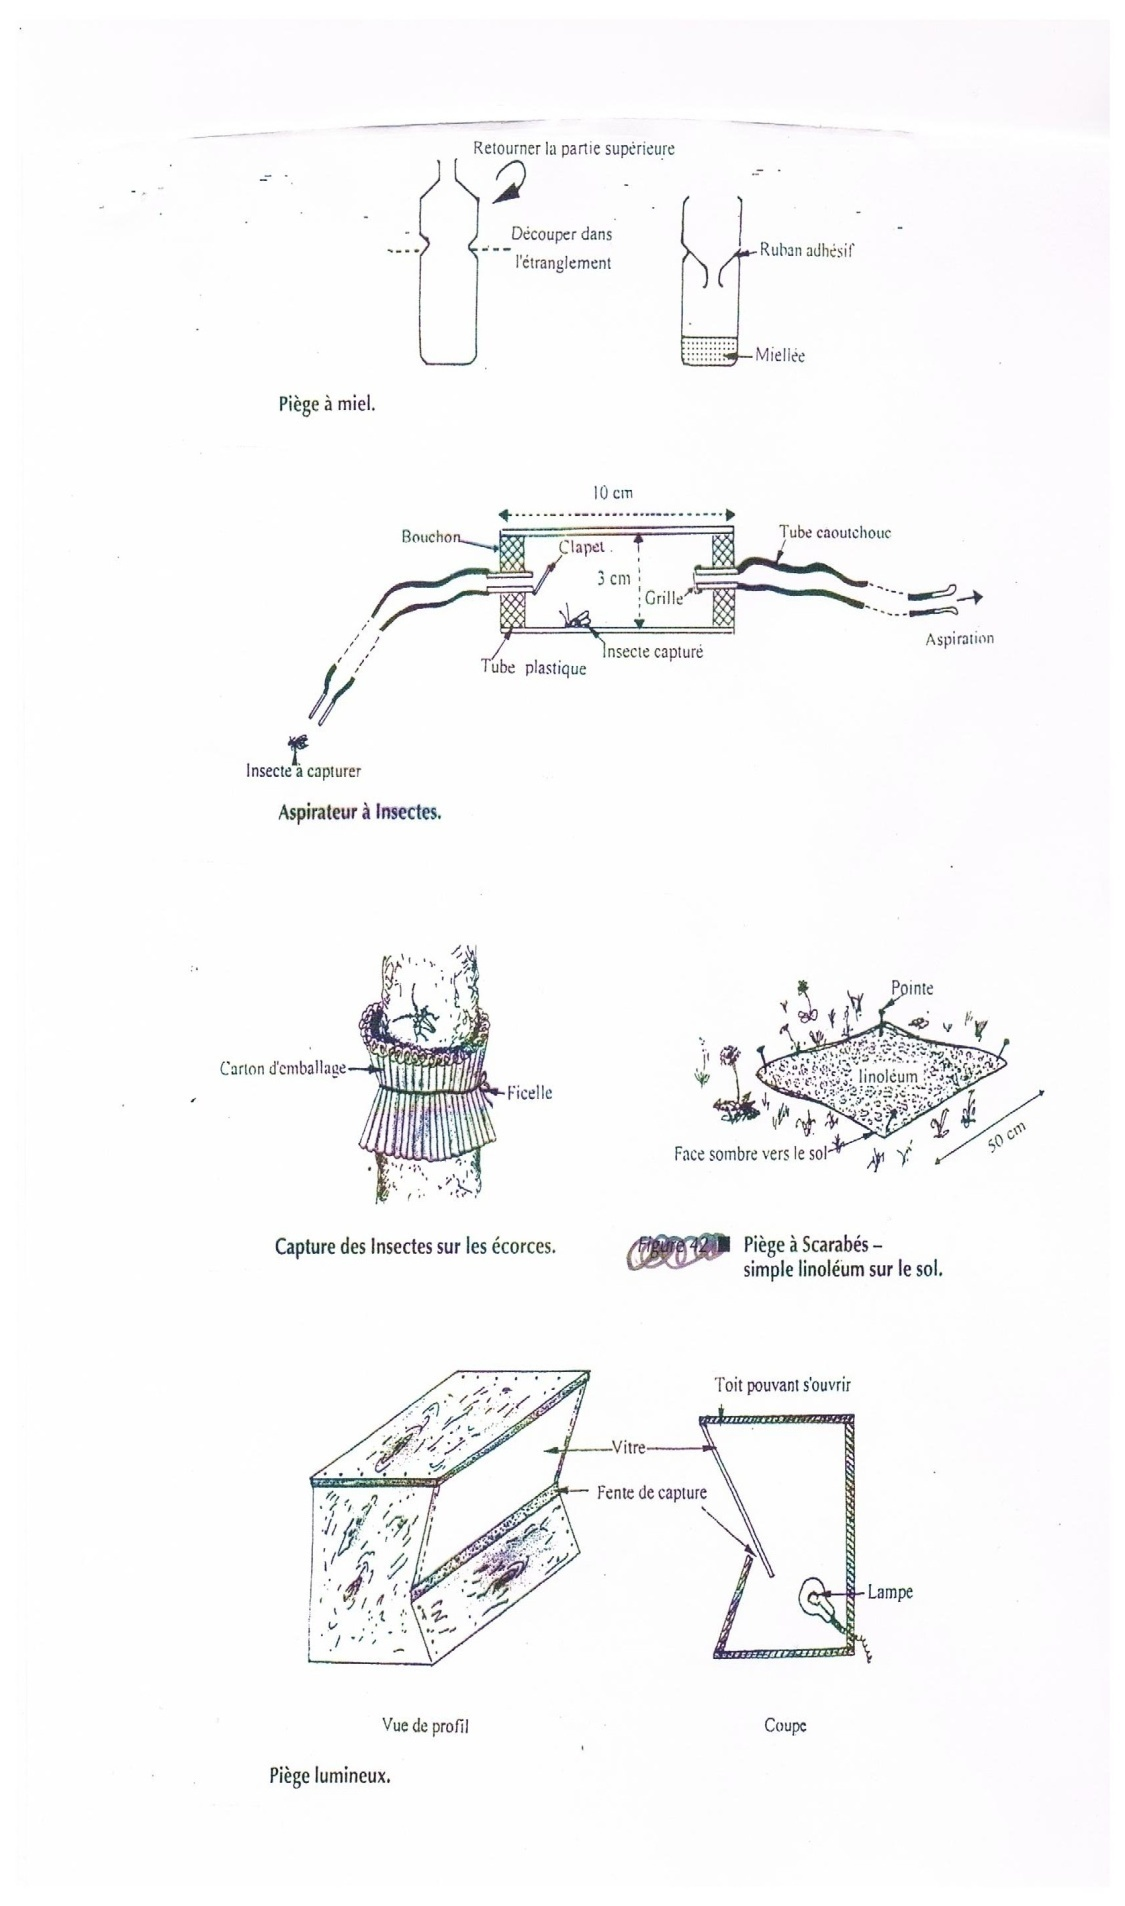 Retourner la partie supérieure
Découper dans
l'étranglement
Ruban adhésif
Miellée
Piège à miel.
10 cm
Bouchon
Clapet
Tube caoutchouc
3 cm
Grille
Aspiration
Insecte capturé
Tube plastique
Insecte à capturer
Aspirateur à Insectes.
Pointe
Carton d'emballage
linoléum
Ficelle
Face sombre vers le sol
50 cm
Capture des Insectes sur les écorces.
Figure 42
Piège à Scarabés –
simple linoléum sur le sol.
Toit pouvant s'ouvrir
Vitre
Fente de capture
Lampe
Vue de profil
Coupe
Piège lumineux.